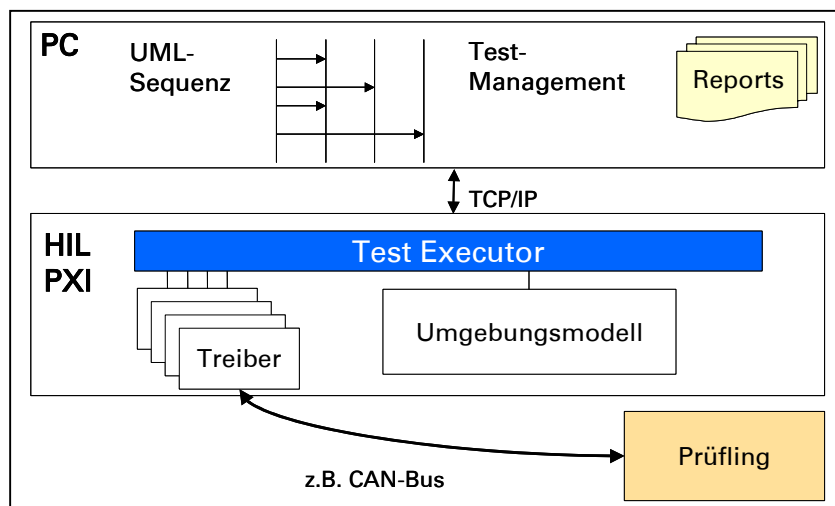 PC
UML-
Sequenz
Test-
Management
Reports
TCP/IP
HIL
PXI
Test Executor
Treiber
Umgebungsmodell
z.B. CAN-Bus
Prüfling